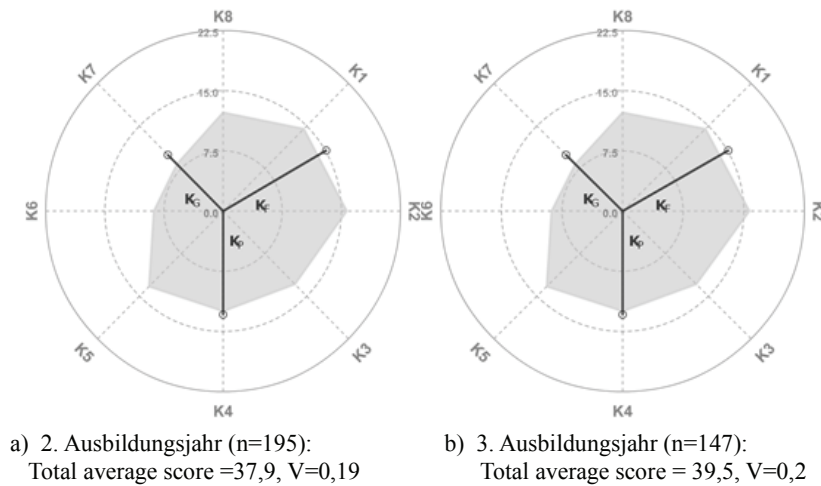 K8
22.5
K7
K1
15.0
7.5
K6
0.0
K2
KG
KF
KP
K5
K3
K4
K8
22.5
K7
K1
15.0
7.5
K6
0.0
K2
KG
KF
KP
K5
K3
K4
a) 2. Ausbildungsjahr (n=195):
Total average score =37,9, V=0,19
b) 3. Ausbildungsjahr (n=147):
Total average score = 39,5, V=0,2